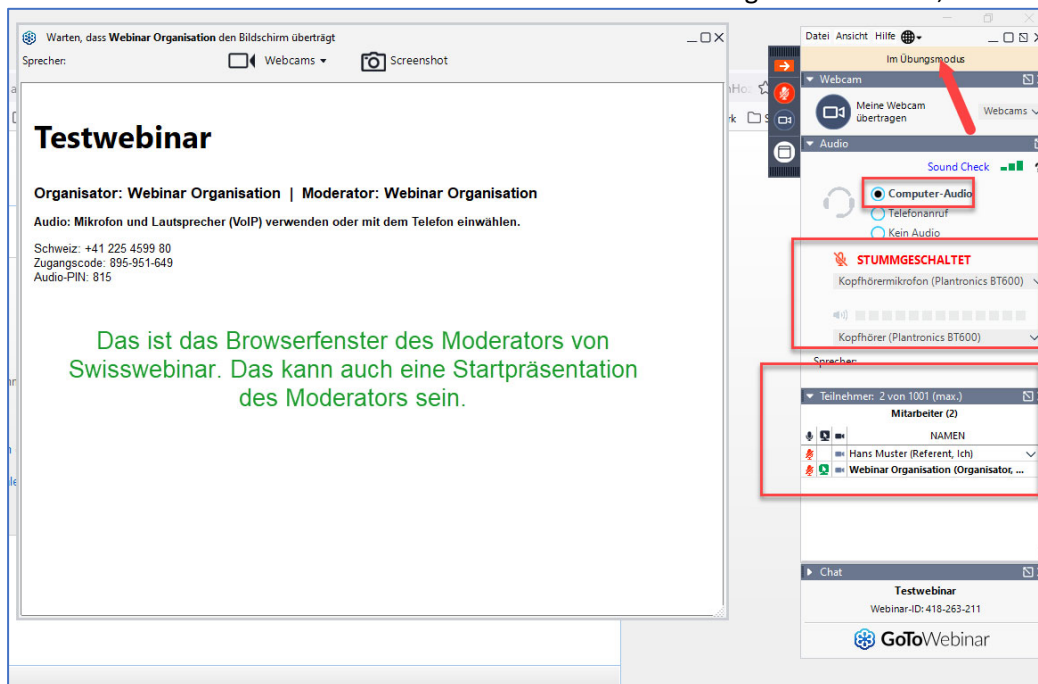 Warten, dass Webinar Organisation den Bildschirm überträgt
Sprecher:
Webcams
Screenshot
Testwebinar
Organisator: Webinar Organisation | Moderator: Webinar Organisation
Audio: Mikrofon und Lautsprecher (VoIP) verwenden oder mit dem Telefon einwählen.
Schweiz: +41 225 4599 80
Zugangscode: 895-951-649
Audio-PIN: 815
Das ist das Browserfenster des Moderators von
Swisswebinar. Das kann auch eine Startpräsentation
des Moderators sein.
Datei Ansicht Hilfe
Im Übungsmodus
Webcam
Meine Webcam
übertragen
Webcams
Audio
Sound Check
Computer-Audio
Telefonanruf
Kein Audio
STUMMGESCHALTET
Kopfhörermikrofon (Plantronics BT600)
Kopfhörer (Plantronics BT600)
Sprecher:
Teilnehmer: 2 von 1001 (max.)
Mitarbeiter (2)
NAMEN
Hans Muster (Referent, Ich)
Webinar Organisation (Organisator, ...
Chat
Testwebinar
Webinar-ID: 418-263-211
GoToWebinar